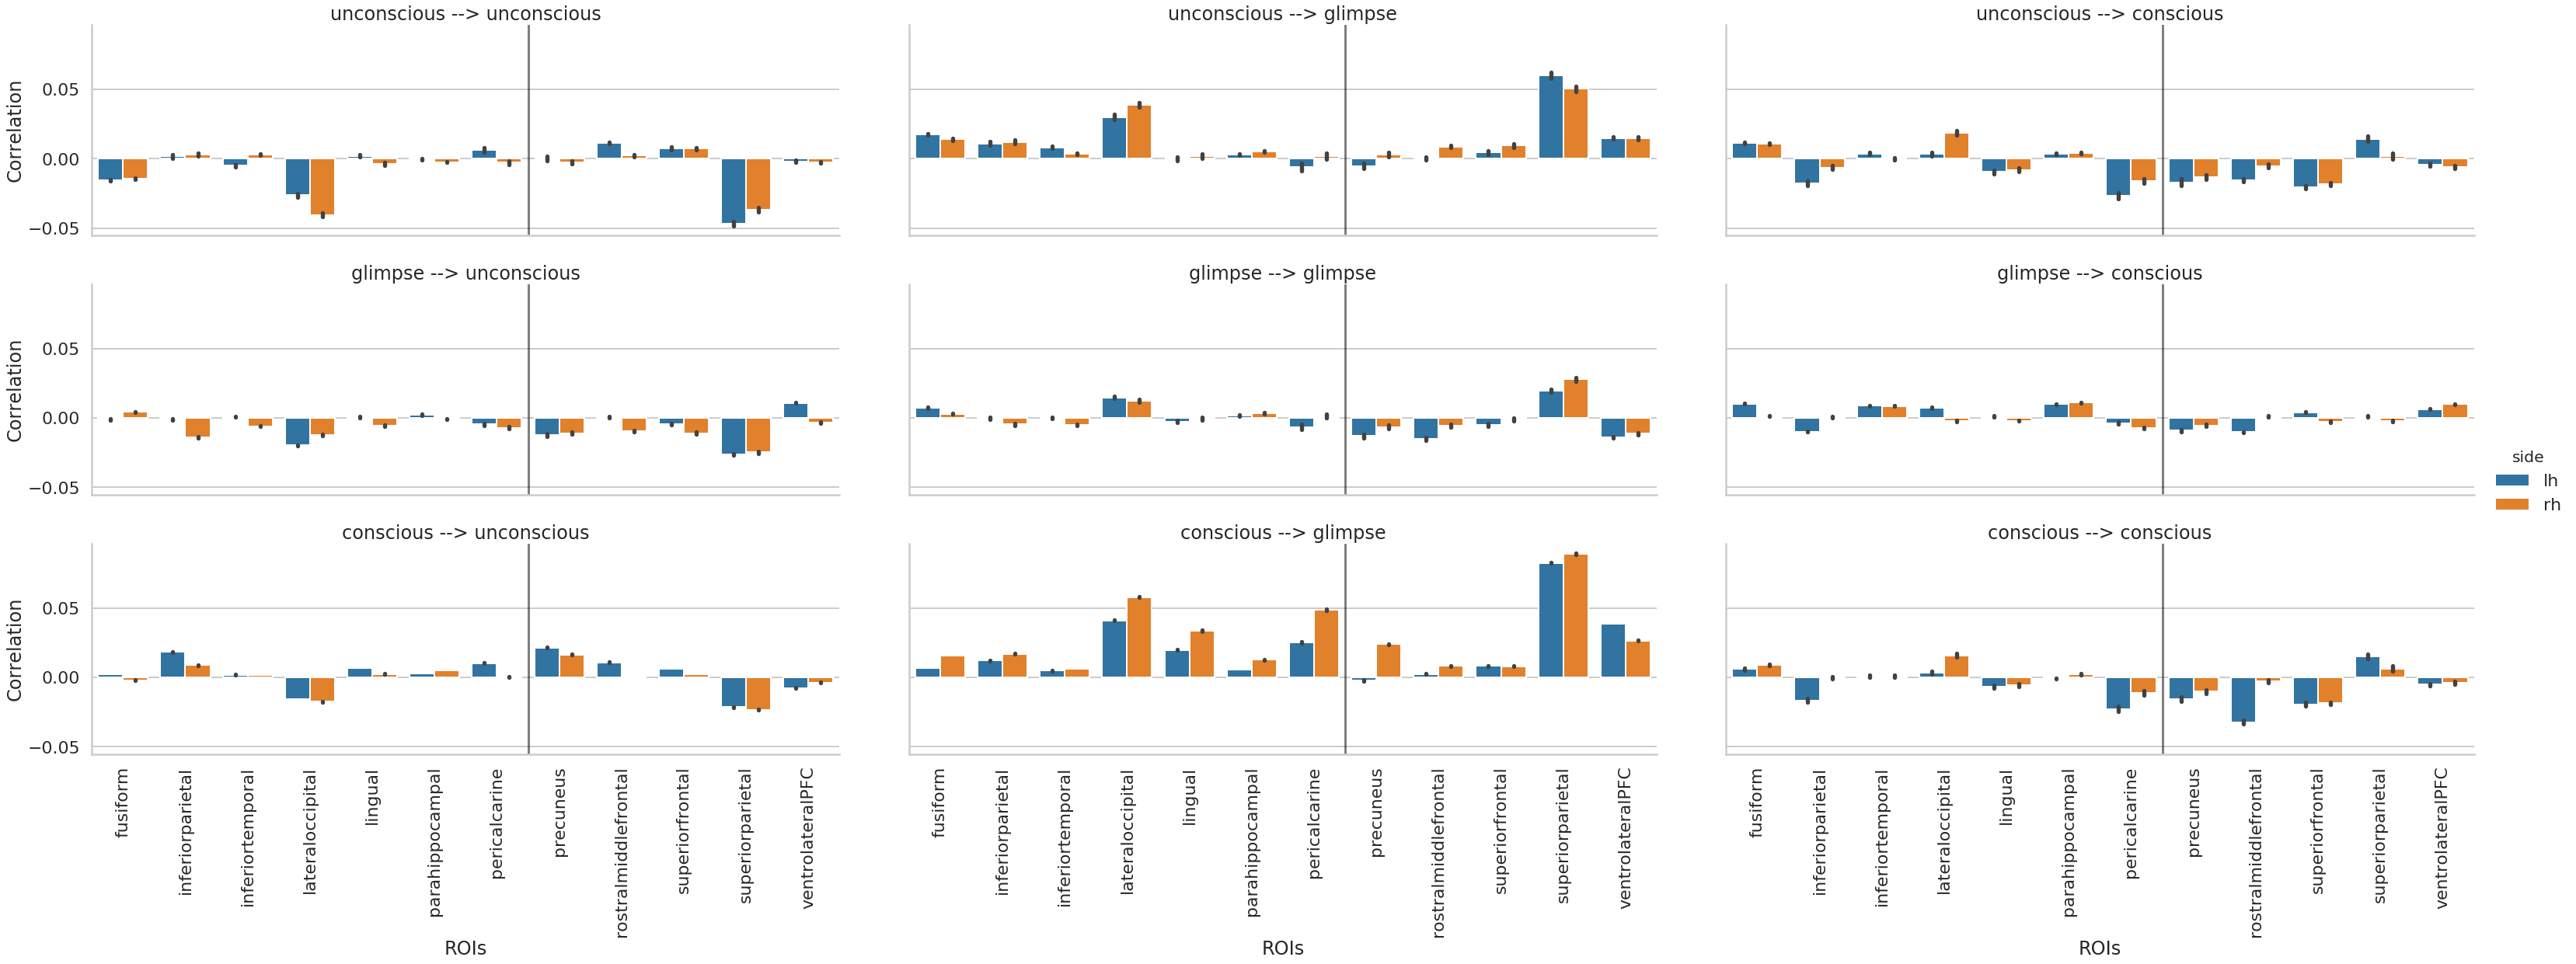 unconscious --> unconscious
unconscious --> glimpse
unconscious --> conscious
Correlation
0.05
0.00
−0.05
glimpse --> unconscious
glimpse --> glimpse
glimpse --> conscious
Correlation
0.05
0.00
−0.05
side
lh
rh
conscious --> unconscious
conscious --> glimpse
conscious --> conscious
Correlation
0.05
0.00
−0.05
fusiform
inferiorparietal
inferiortemporal
lateraloccipital
lingual
parahippocampal
pericalcarine
precuneus
rostralmiddlefrontal
superiorfrontal
superiorparietal
ventrolateralPFC
ROIs
fusiform
inferiorparietal
inferiortemporal
lateraloccipital
lingual
parahippocampal
pericalcarine
precuneus
rostralmiddlefrontal
superiorfrontal
superiorparietal
ventrolateralPFC
ROIs
fusiform
inferiorparietal
inferiortemporal
lateraloccipital
lingual
parahippocampal
pericalcarine
precuneus
rostralmiddlefrontal
superiorfrontal
superiorparietal
ventrolateralPFC
ROIs